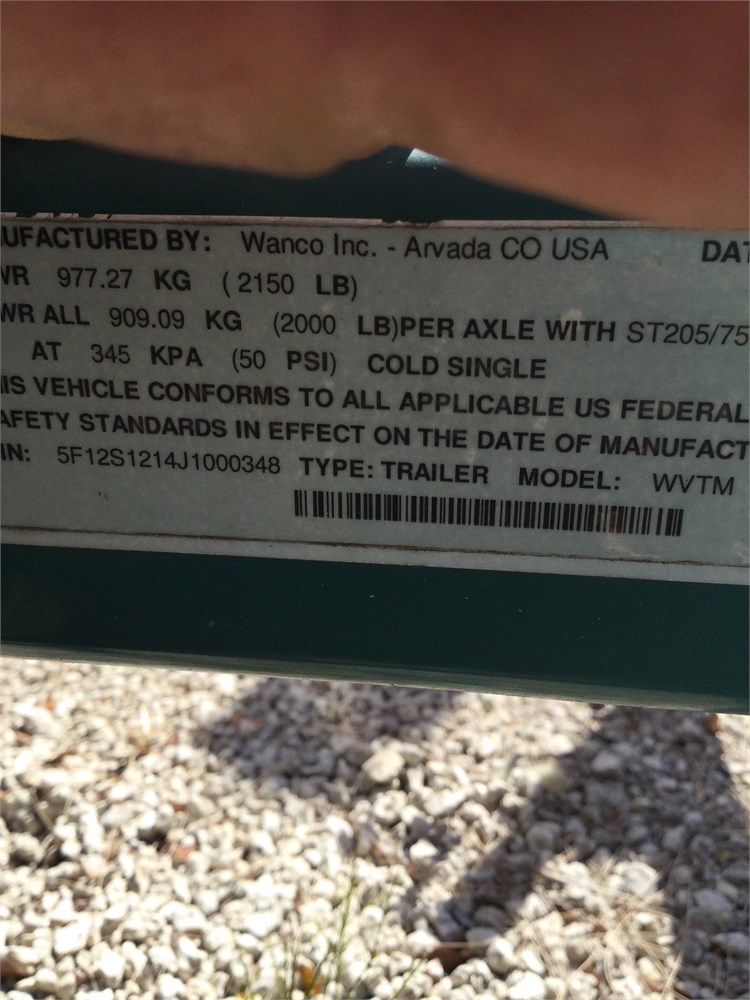 UFACTURED BY: Wanco Inc. - Arvada CO USA DAT
WR 977.27 KG (2150 LB)
WR ALL 909.09 KG (2000 LB)PER AXLE WITH ST205/75
AT 345 KPA (50 PSI) COLD SINGLE
IS VEHICLE CONFORMS TO ALL APPLICABLE US FEDERAL
AFETY STANDARDS IN EFFECT ON THE DATE OF MANUFACT
IN: 5F12S1214J1000348 TYPE: TRAILER MODEL: WVTM